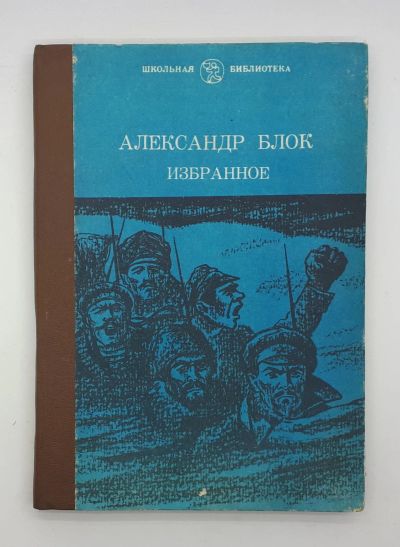 ШКОЛЬНАЯ БИБЛИОТЕКА
АЛЕКСАНДР БЛОК
ИЗБРАННОЕ